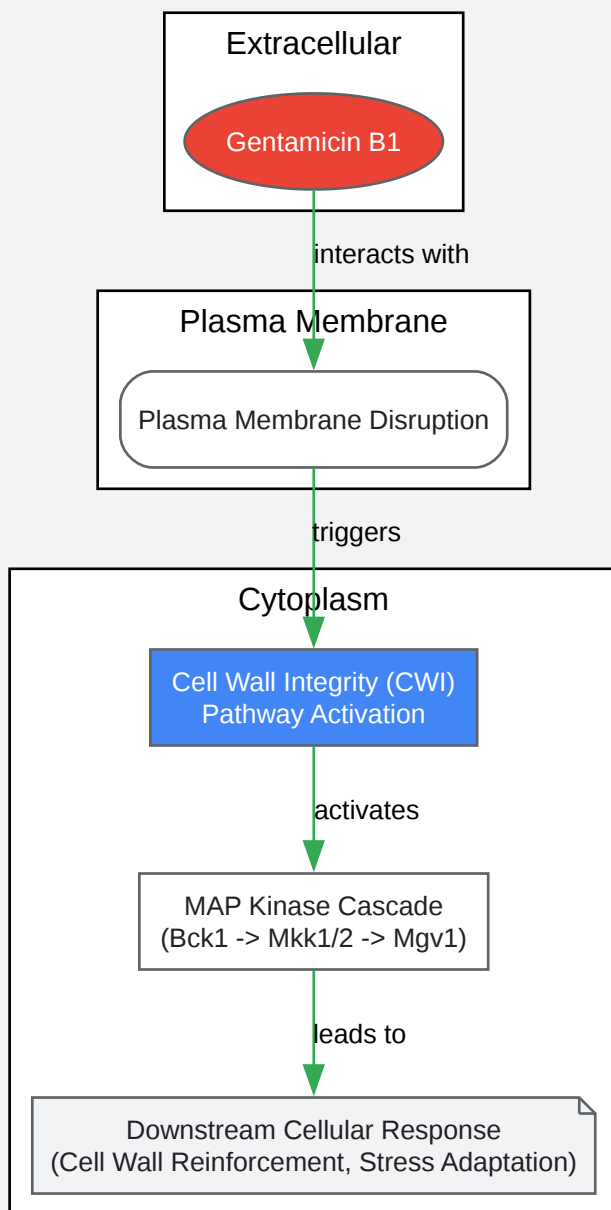 Extracellular
Gentamicin B1
interacts with
Plasma Membrane
Plasma Membrane Disruption
triggers
Cytoplasm
Cell Wall Integrity (CWI)
Pathway Activation
activates
MAP Kinase Cascade
(Bck1 -> Mkk1/2 -> Mgv1)
leads to
Downstream Cellular Response
(Cell Wall Reinforcement, Stress Adaptation)